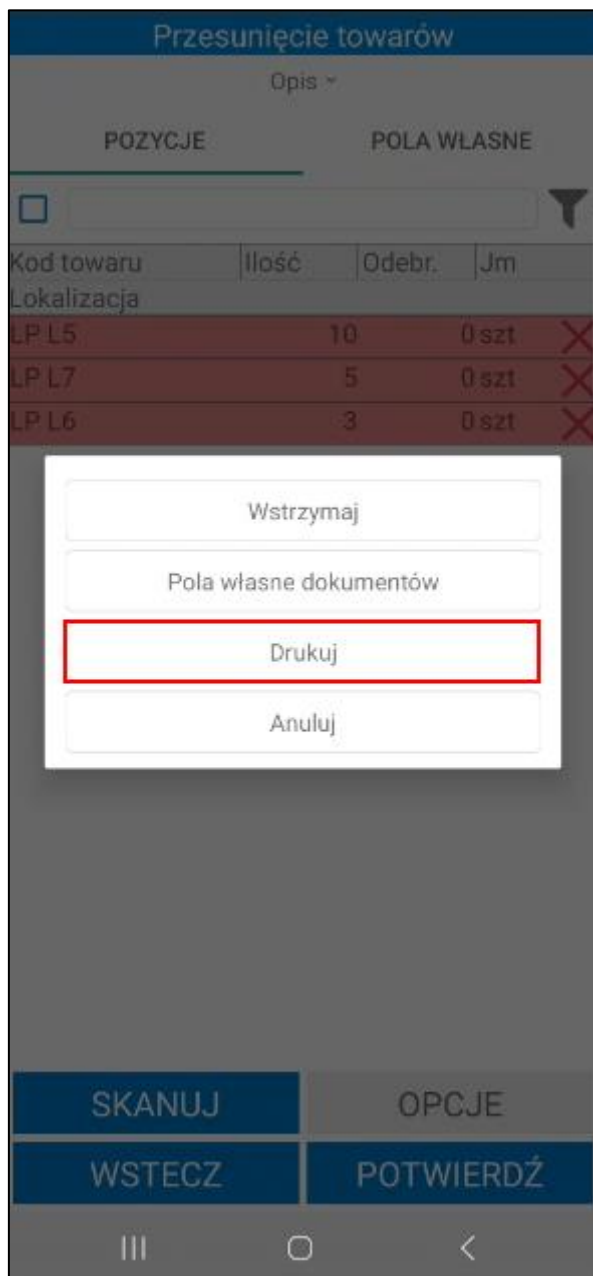 Przesunięcie towarów
Opis
POZYCJE POLA WŁASNE
Kod towaru Ilość Odebr. Jm
Lokalizacja
LP L5 10 0 szt
LP L7 5 0 szt
LP L6 3 0 szt
Wstrzymaj
Pola własne dokumentów
Drukuj
Anuluj
SKANUJ OPCJE
WSTECZ POTWIERDŹ